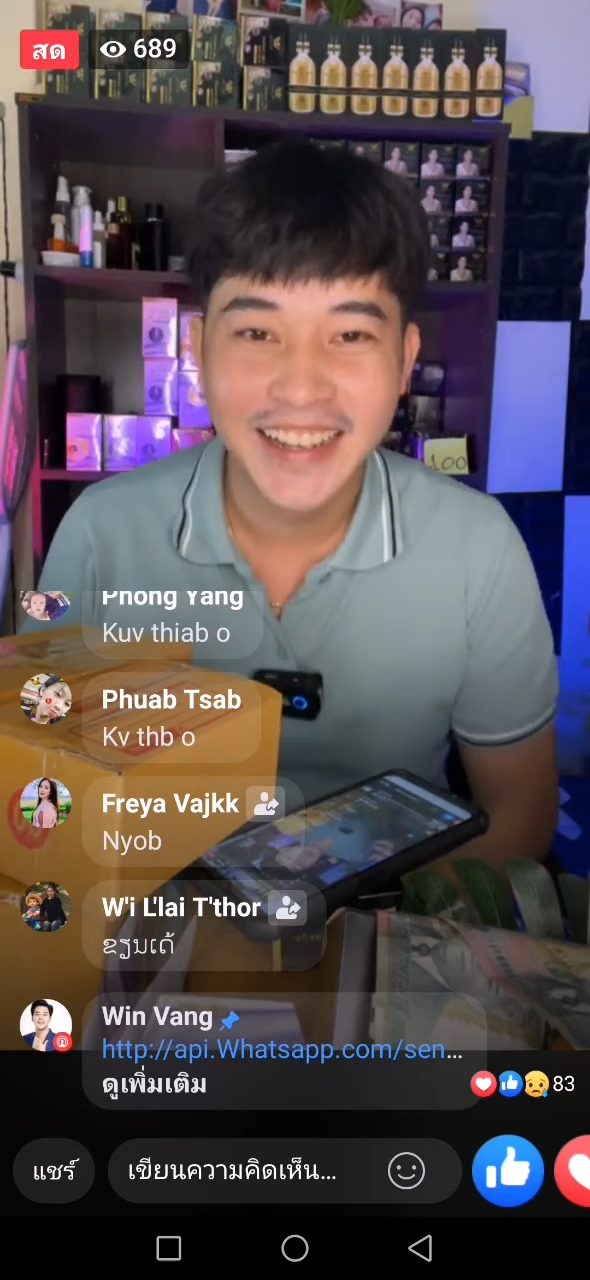 สด
689
100
Phong Yang
Kuv thiab o
Phuab Tsab
Kv thb o
Freya Vajkk
Nyob
W'i L'lai T'thor
ຂຽນເດ້
Win Vang
http://api.Whatsapp.com/sen...
ดูเพิ่มเติม
83
แชร์
เขียนความคิดเห็น...